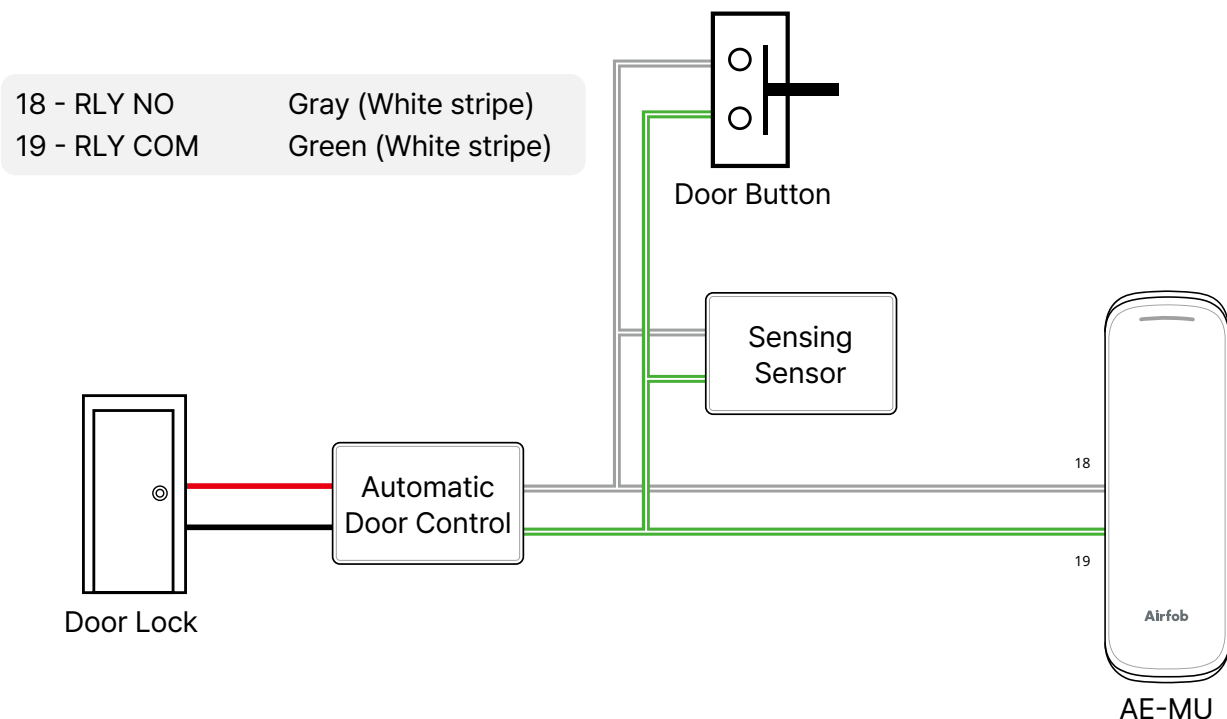 18 - RLY NO Gray (White stripe)
19 - RLY COM Green (White stripe)
Door Button
Sensing
Sensor
18
Automatic
Door Control
19
Airfob
Door Lock
AE-MU